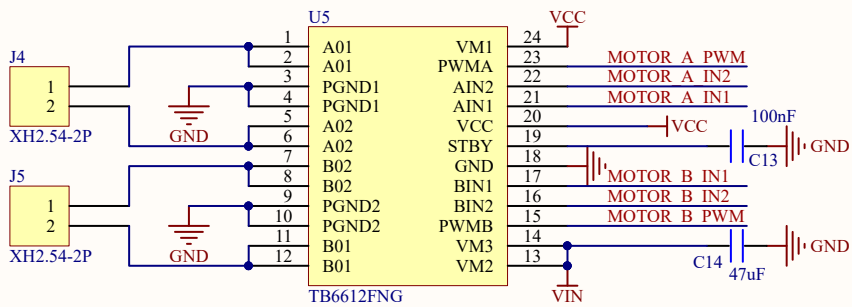 U5
VCC
J4
1
2
XH2.54-2P
GND
J5
1
2
XH2.54-2P
GND
1 A01 VM1 24
2 A01 PWMA 23 MOTOR_A_PWM
3 PGND1 AIN2 22 MOTOR_A_IN2
4 PGND1 AIN1 21 MOTOR_A_IN1
5 A02 VCC 20 VCC
6 A02 STBY 19
7 B02 GND 18
8 B02 BIN1 17 MOTOR_B_IN1
9 PGND2 BIN2 16 MOTOR_B_IN2
10 PGND2 PWMB 15 MOTOR_B_PWM
11 B01 VM3 14
12 B01 VM2 13
100nF
C13
GND
GND
C14
47uF
VIN
TB6612FNG